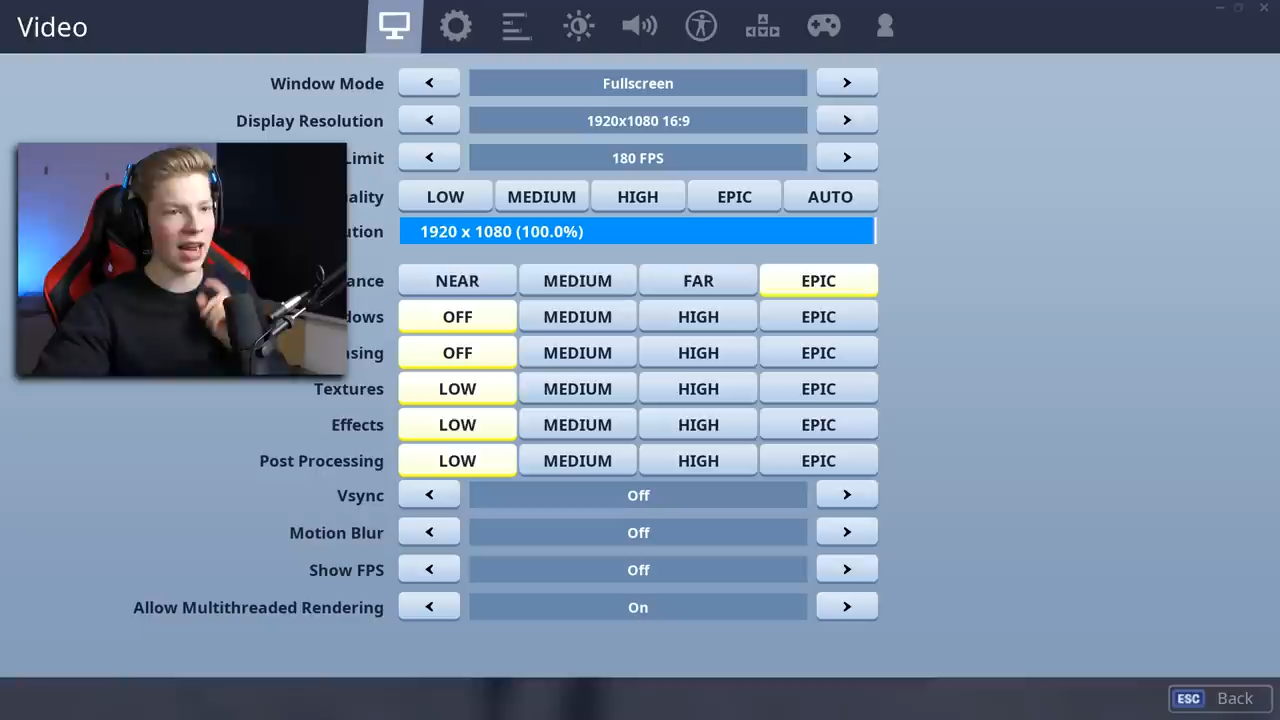 Video
Window Mode < Fullscreen >
Display Resolution < 1920x1080 16:9 >
Limit < 180 FPS >
ality LOW MEDIUM HIGH EPIC AUTO
ution 1920 x 1080 (100.0%)
ance NEAR MEDIUM FAR EPIC
dows OFF MEDIUM HIGH EPIC
sing OFF MEDIUM HIGH EPIC
Textures LOW MEDIUM HIGH EPIC
Effects LOW MEDIUM HIGH EPIC
Post Processing LOW MEDIUM HIGH EPIC
Vsync < Off >
Motion Blur < Off >
Show FPS < Off >
Allow Multithreaded Rendering < On >
ESC Back